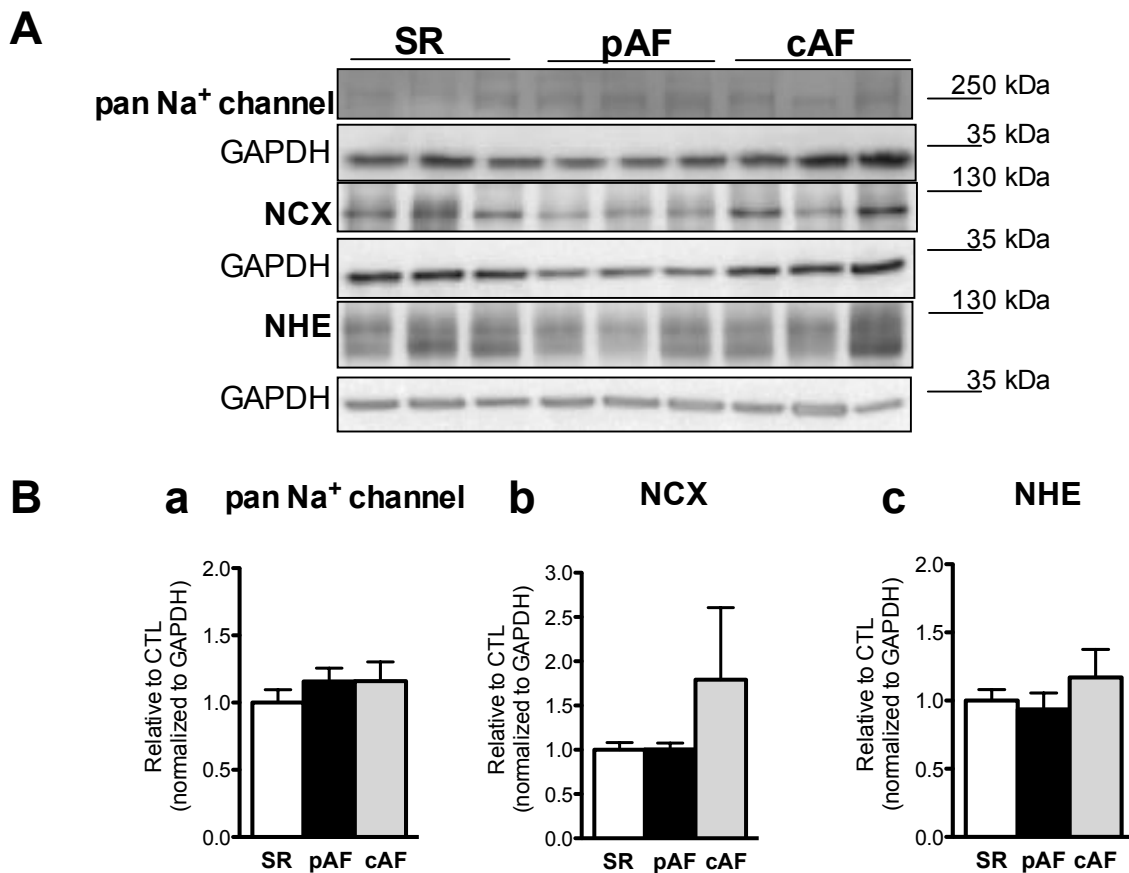 A
SR pAF cAF
pan Na+ channel 250 kDa
GAPDH 35 kDa
NCX 130 kDa
GAPDH 35 kDa
NHE 130 kDa
GAPDH 35 kDa
B
a pan Na+ channel
Relative to CTL
(normalized to GAPDH)
2.0
1.5
1.0
0.5
0.0
SR pAF cAF
b NCX
Relative to CTL
(normalized to GAPDH)
3.0
2.5
2.0
1.5
1.0
0.5
0.0
SR pAF cAF
c NHE
Relative to CTL
(normalized to GAPDH)
2.0
1.5
1.0
0.5
0.0
SR pAF cAF